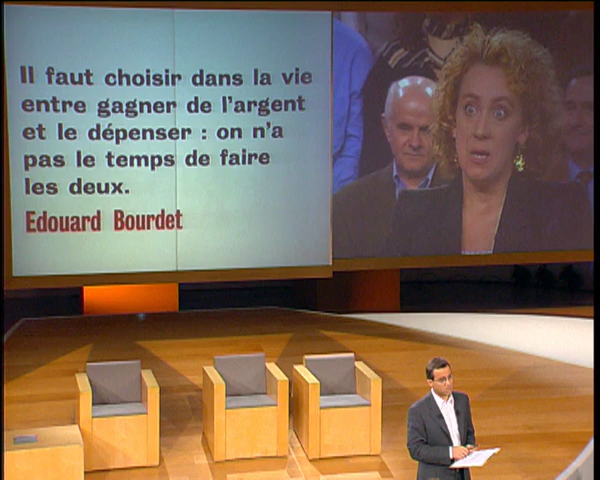 Il faut choisir dans la vie
entre gagner de l'argent
et le dépenser : on n'a
pas le temps de faire
les deux.
Edouard Bourdet